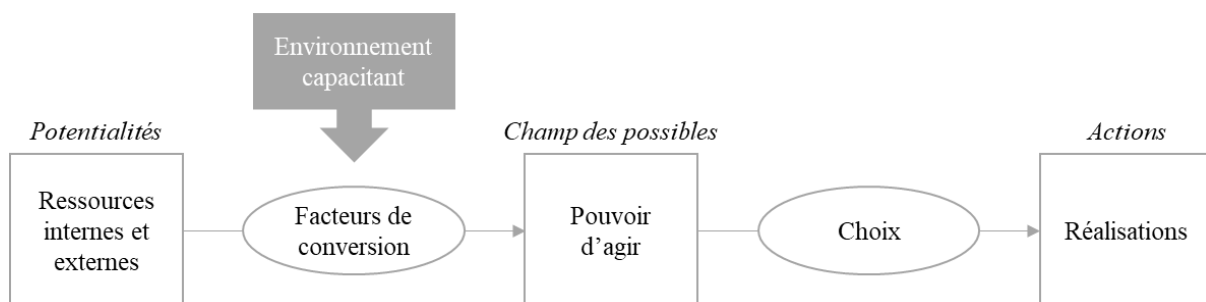 Environnement
capacitant
Potentialités
Champ des possibles
Actions
Ressources
internes et
externes
Facteurs de
conversion
Pouvoir
d’agir
Choix
Réalisations